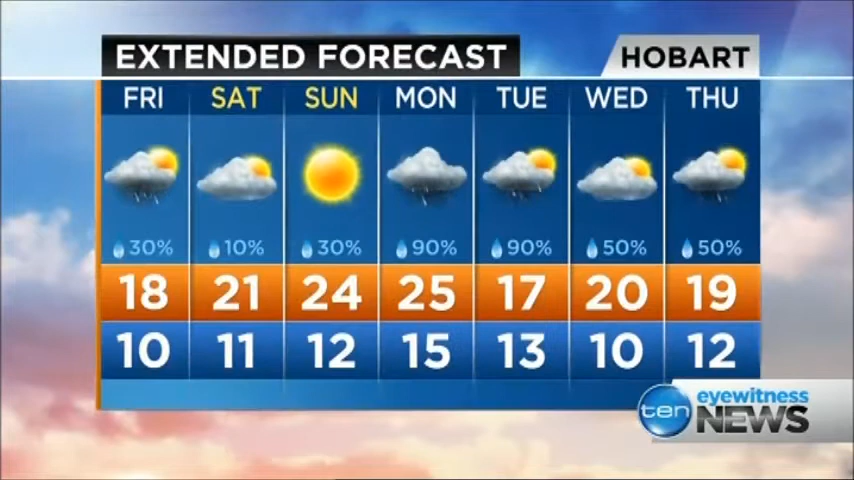 EXTENDED FORECAST
HOBART
FRI SAT SUN MON TUE WED THU
30% 10% 30% 90% 90% 50% 50%
18 21 24 25 17 20 19
10 11 12 15 13 10 12
ten eyewitness
NEWS